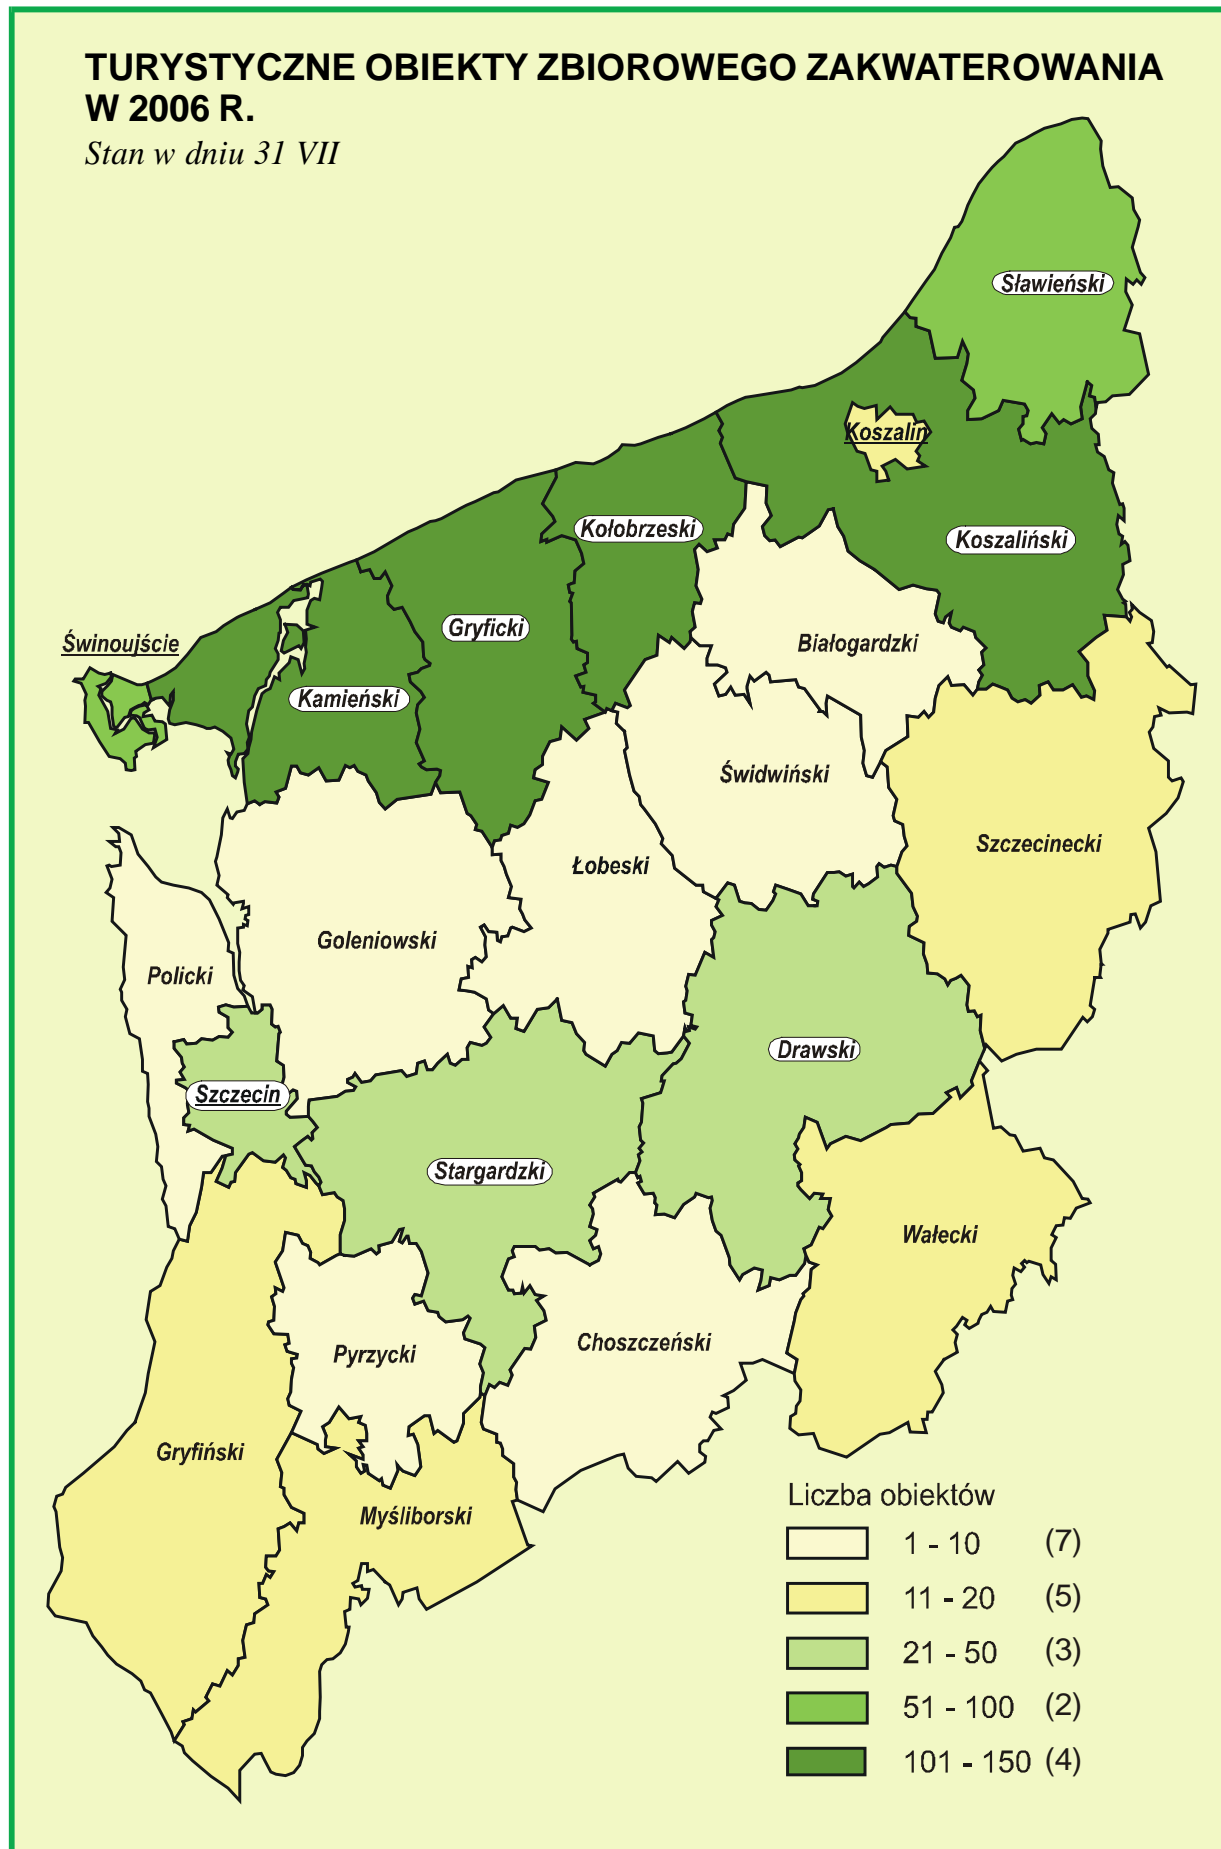 TURYSTYCZNE OBIEKTY ZBIOROWEGO ZAKWATEROWANIA
W 2006 R.
Stan w dniu 31 VII
Sławieński
Koszalin
Kołobrzeski
Koszaliński
Gryficki
Świnoujście
Białogardzki
Kamieński
Świdwiński
Szczecinecki
Łobeski
Goleniowski
Policki
Drawski
Szczecin
Stargardzki
Wałecki
Choszczeński
Pyrzycki
Gryfiński
Myśliborski
Liczba obiektów
1 - 10 (7)
11 - 20 (5)
21 - 50 (3)
51 - 100 (2)
101 - 150 (4)